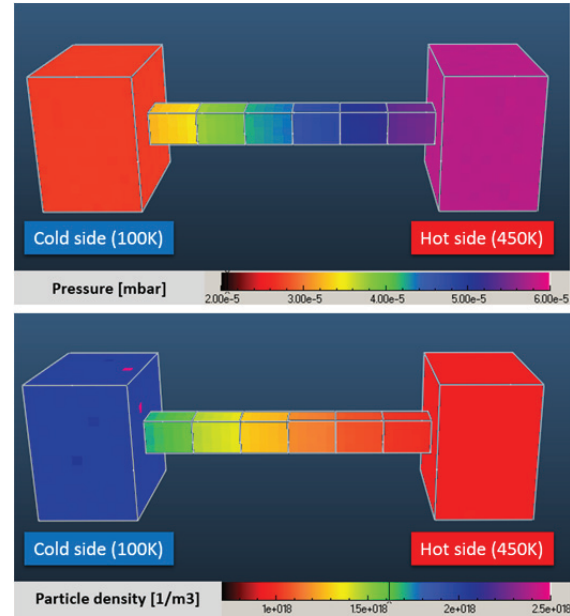 Cold side (100K)
Hot side (450K)
Pressure [mbar]
2.00e-5 3.00e-5 4.00e-5 5.00e-5 6.00e-5
Cold side (100K)
Hot side (450K)
Particle density [1/m3]
1e+018 1.5e+018 2e+018 2.5e+018